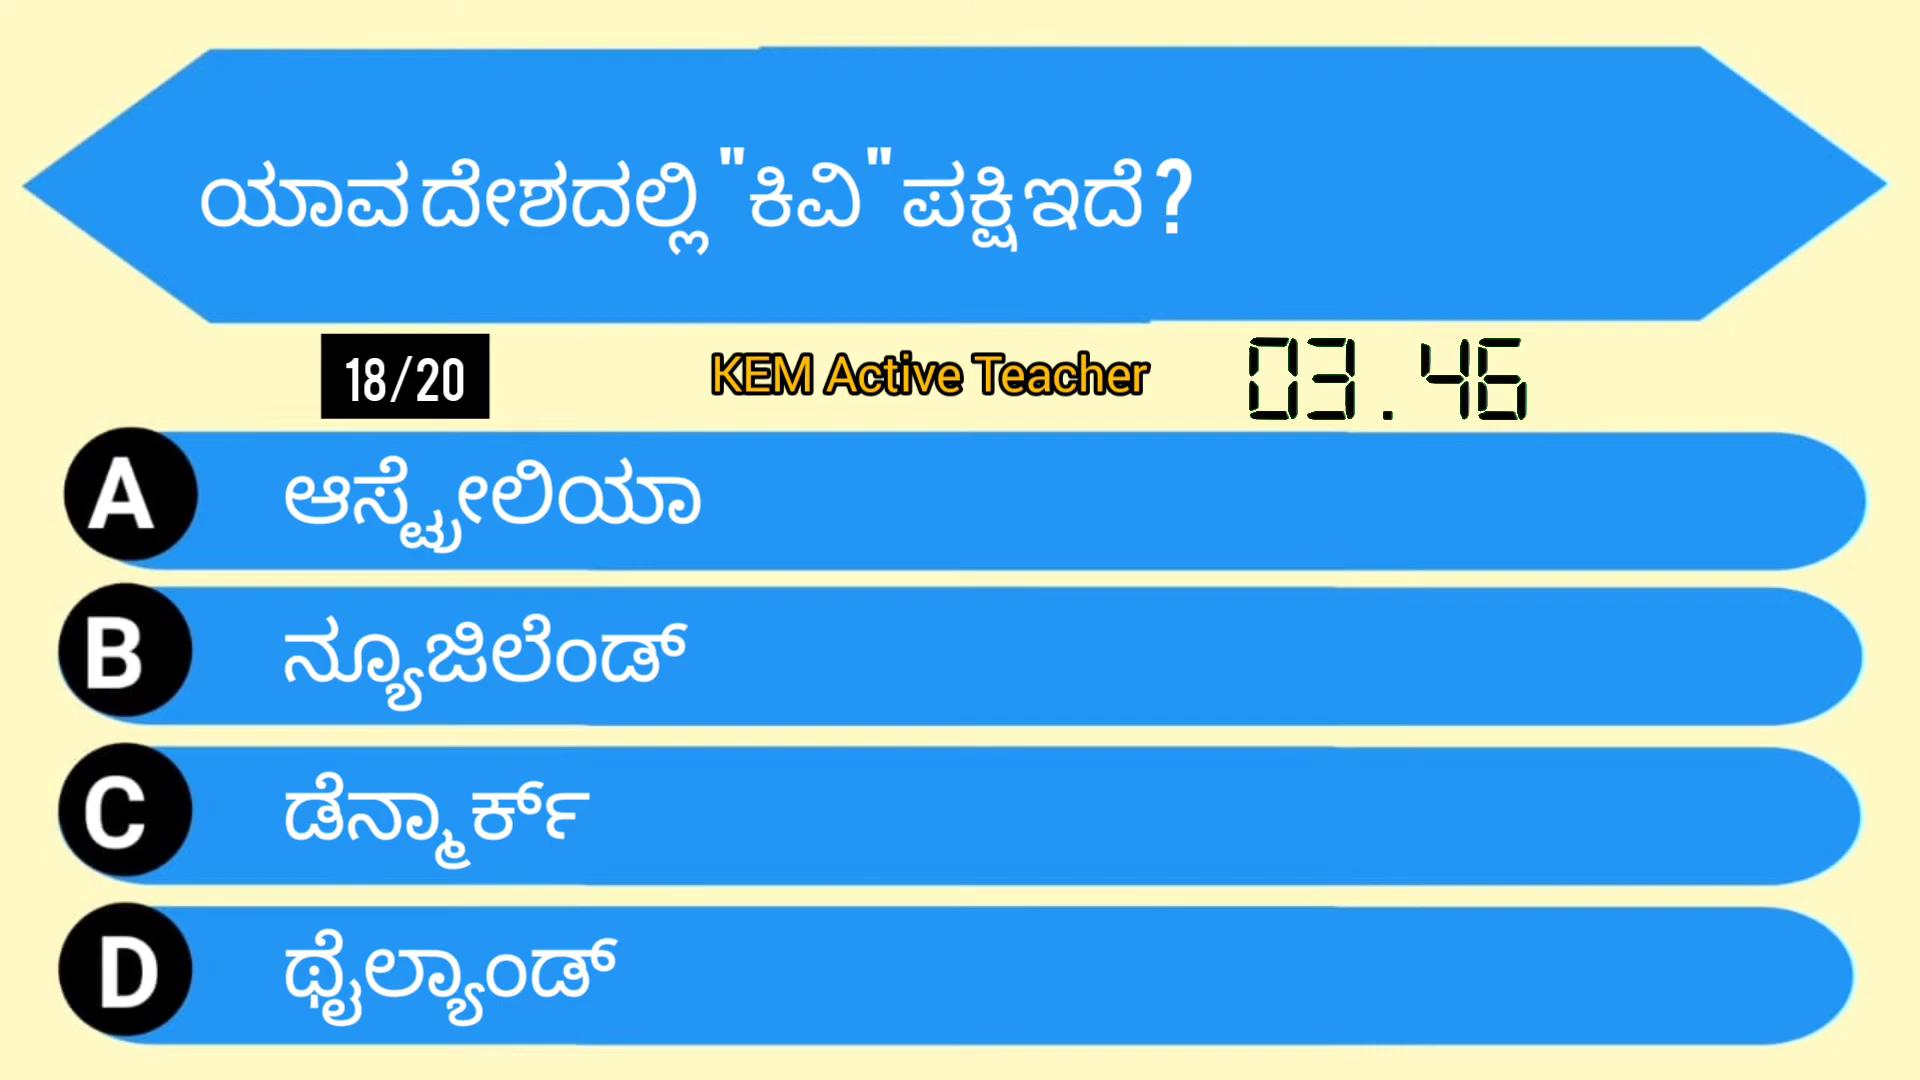 ಯಾವ ದೇಶದಲ್ಲಿ "ಕಿವಿ" ಪಕ್ಷಿ ಇದೆ?
18/20 KEM Active Teacher 03.46
A ಆಸ್ಟ್ರೇಲಿಯಾ
B ನ್ಯೂಜಿಲೆಂಡ್
C ಡೆನ್ಮಾರ್ಕ್
D ಥೈಲ್ಯಾಂಡ್